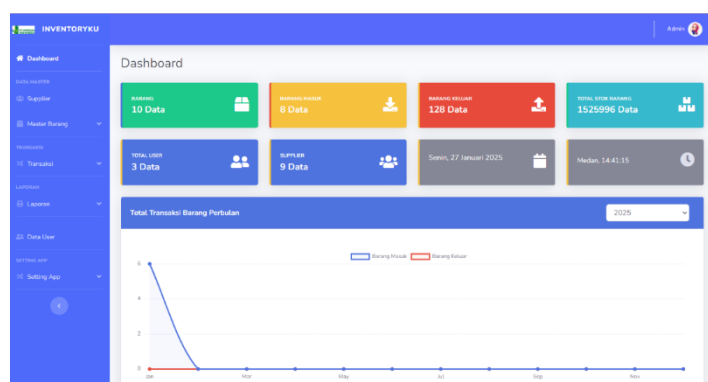 INVENTORYKU
Admin
Dashboard
DATA MASTER
Supplier
Master Barang
TRANSAKSI
Transaksi
LAPORAN
Laporan
Data User
SETTING APP
Setting App
Dashboard
BARANG
10 Data
BARANG MASUK
8 Data
BARANG KELUAR
128 Data
TOTAL STOK BARANG
1525996 Data
TOTAL USER
3 Data
SUPPLIER
9 Data
Senin, 27 Januari 2025
Medan, 14:41:15
Total Transaksi Barang Perbulan
2025
Barang Masuk
Barang Keluar
6
4
2
0
Jan
Mar
May
Jul
Sep
Nov